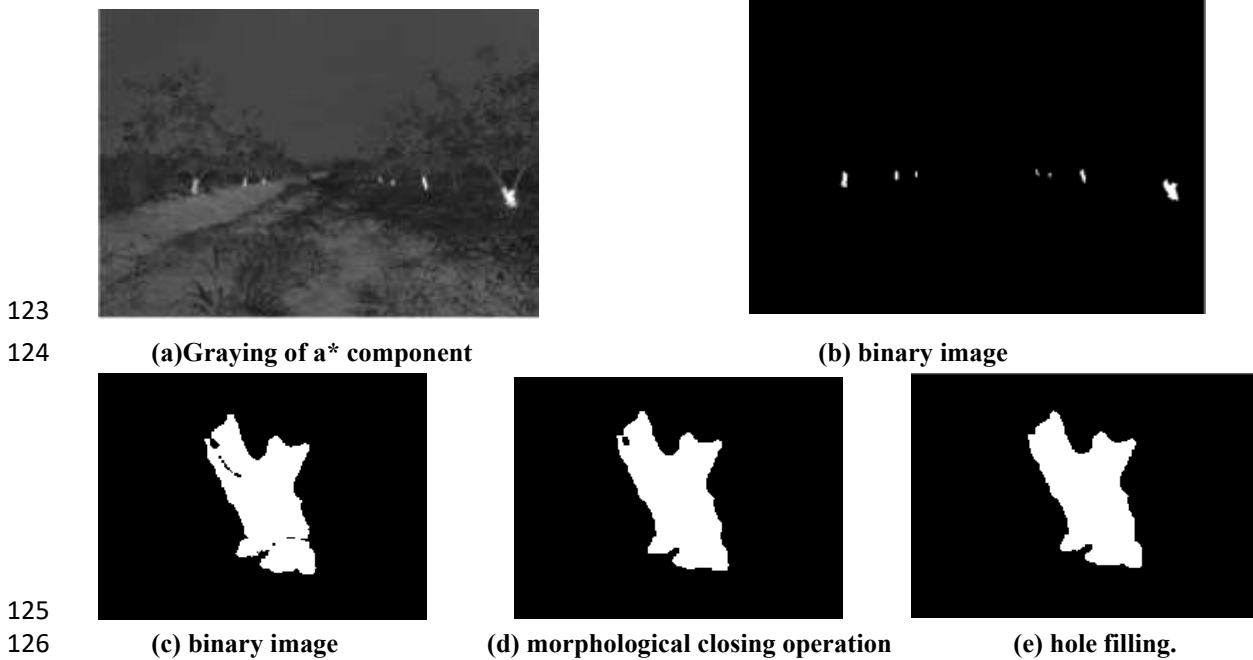 123
124 (a)Graying of a* component (b) binary image
125
126 (c) binary image (d) morphological closing operation (e) hole filling.